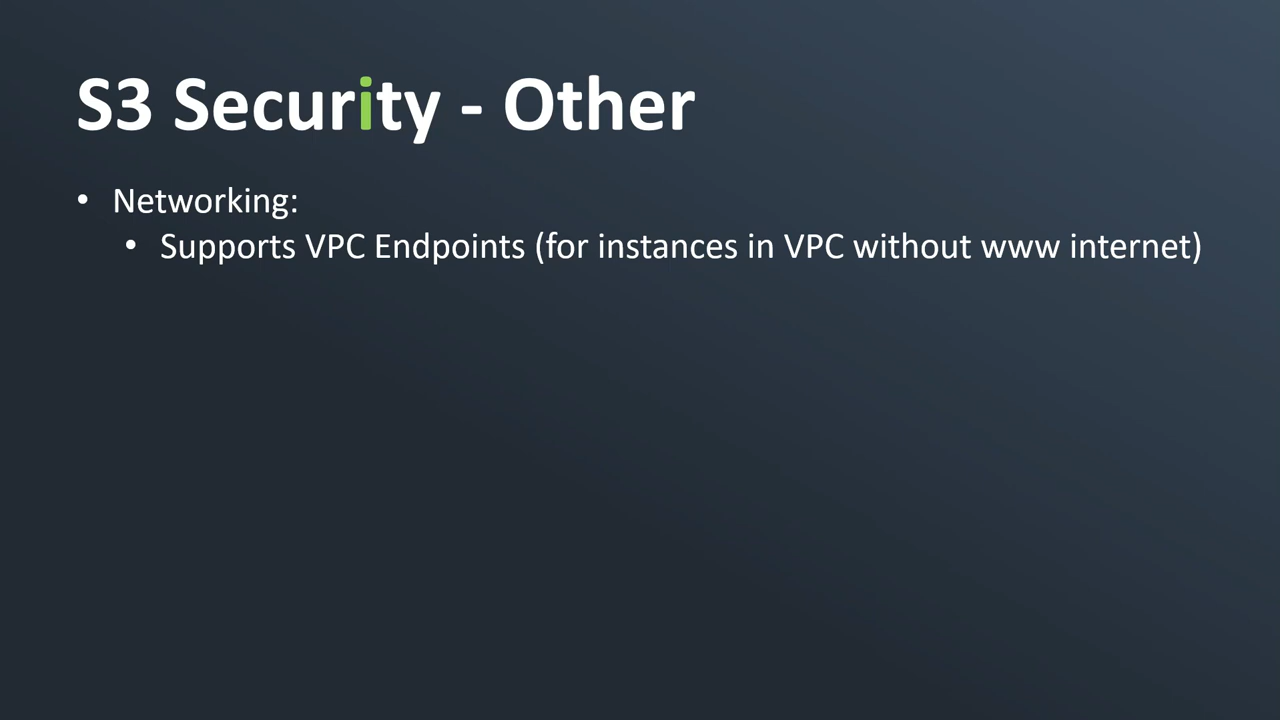 S3 Security - Other
• Networking:
• Supports VPC Endpoints (for instances in VPC without www internet)